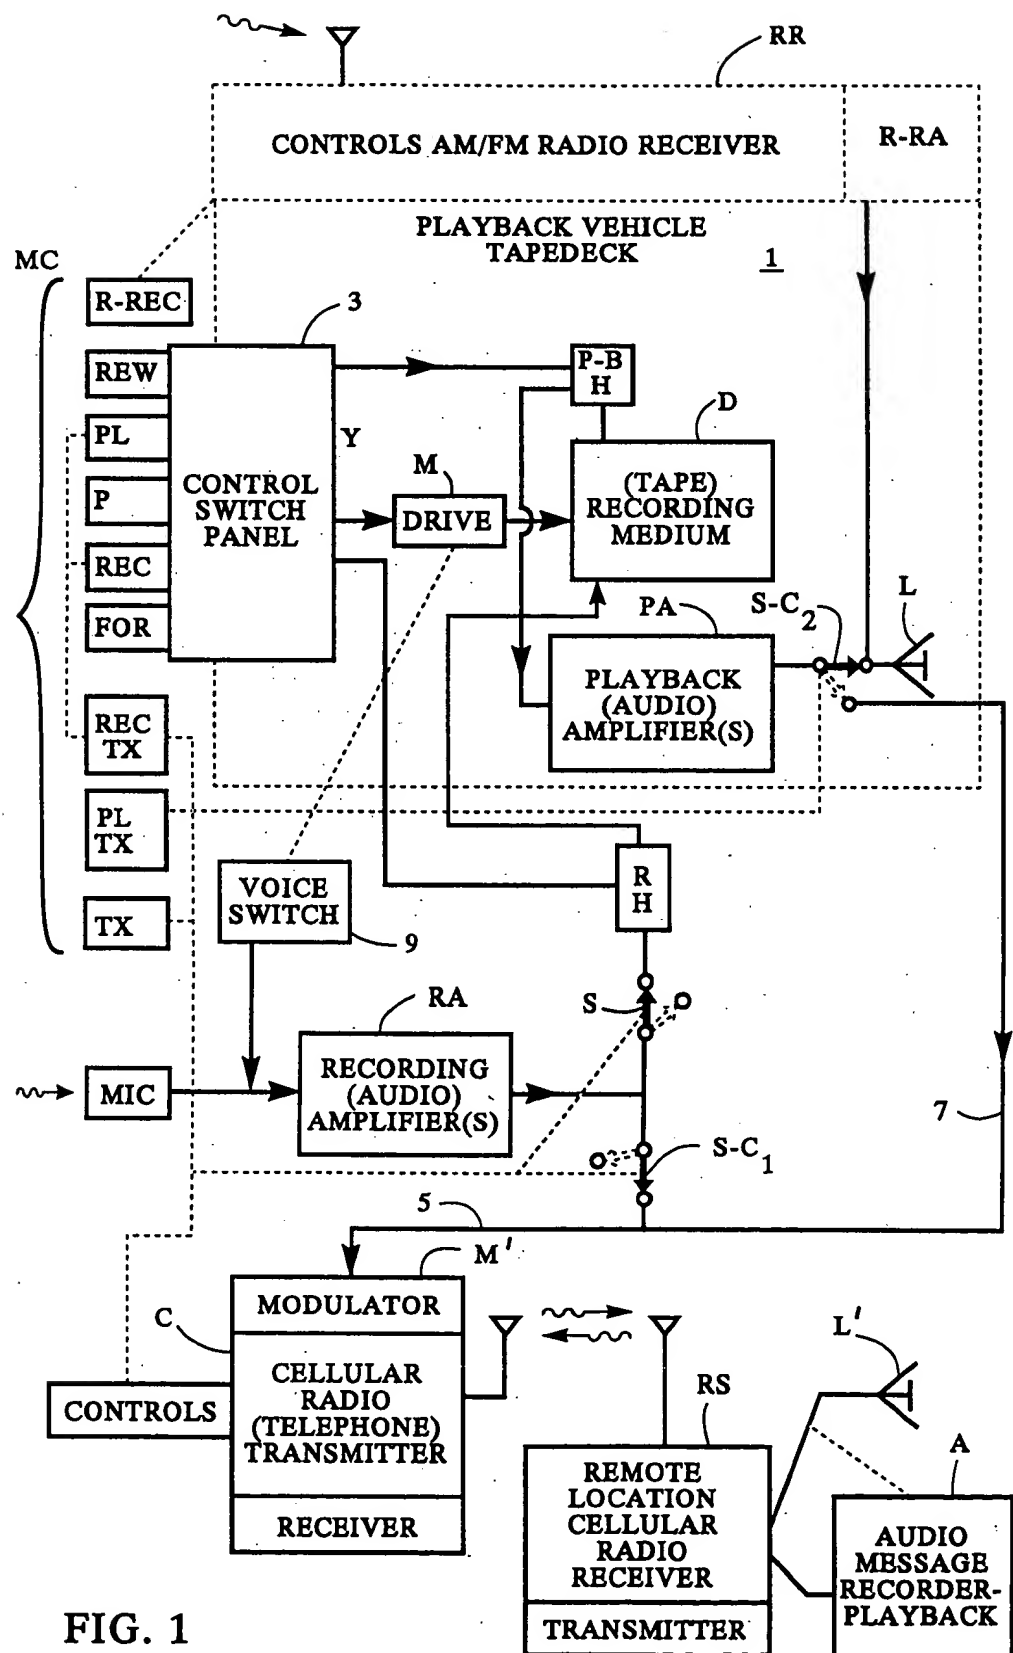 RR
CONTROLS AM/FM RADIO RECEIVER
R-RA
PLAYBACK VEHICLE
TAPEDECK
1
MC
R-REC
3
REW
PL
P
REC
FOR
CONTROL
SWITCH
PANEL
Y
P-B
H
D
M
DRIVE
(TAPE)
RECORDING
MEDIUM
PA
S-C2
L
PLAYBACK
(AUDIO)
AMPLIFIER(S)
REC
TX
PL
TX
TX
VOICE
SWITCH
9
R
H
S
RA
MIC
RECORDING
(AUDIO)
AMPLIFIER(S)
7
S-C1
5
M'
C
MODULATOR
CELLULAR
RADIO
(TELEPHONE)
TRANSMITTER
RECEIVER
CONTROLS
L'
RS
A
REMOTE
LOCATION
CELLULAR
RADIO
RECEIVER
TRANSMITTER
AUDIO
MESSAGE
RECORDER-
PLAYBACK
FIG. 1